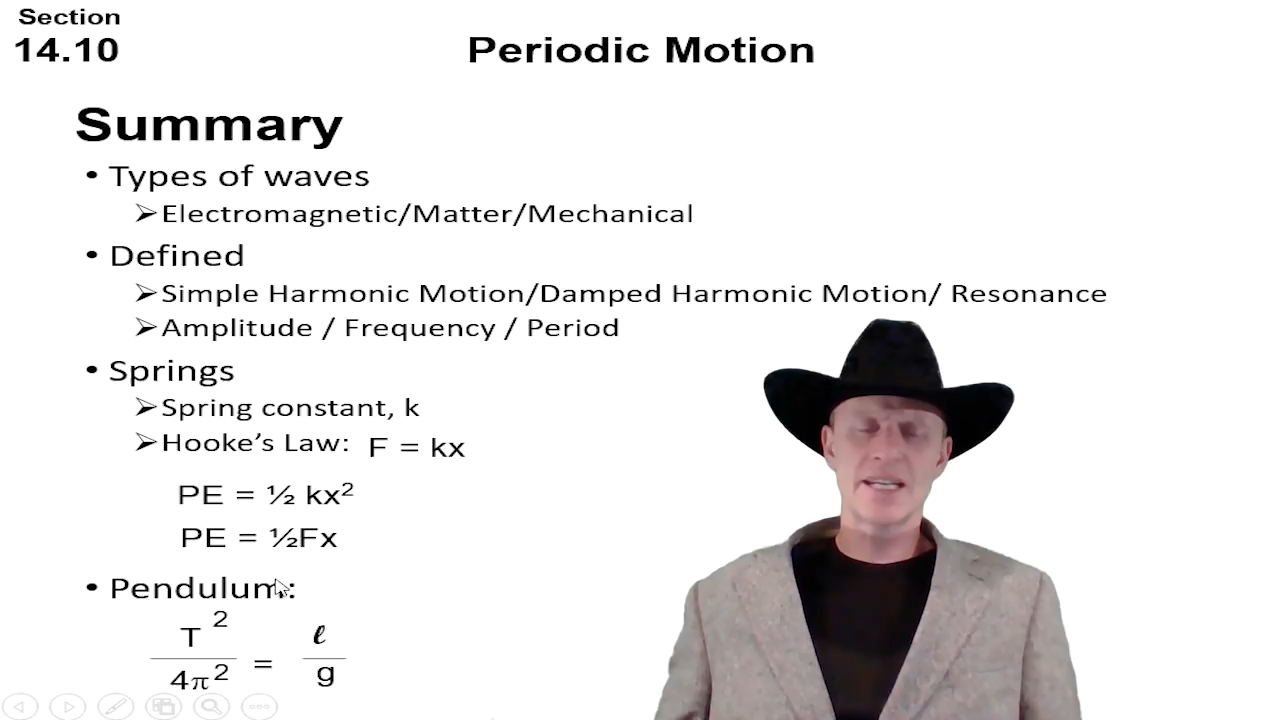 Section
14.10
Periodic Motion
Summary
• Types of waves
➢Electromagnetic/Matter/Mechanical
• Defined
➢Simple Harmonic Motion/Damped Harmonic Motion/ Resonance
➢Amplitude / Frequency / Period
• Springs
➢Spring constant, k
➢Hooke’s Law: F = kx
PE = ½ kx²
PE = ½Fx
• Pendulum:
T² / 4π² = ℓ / g